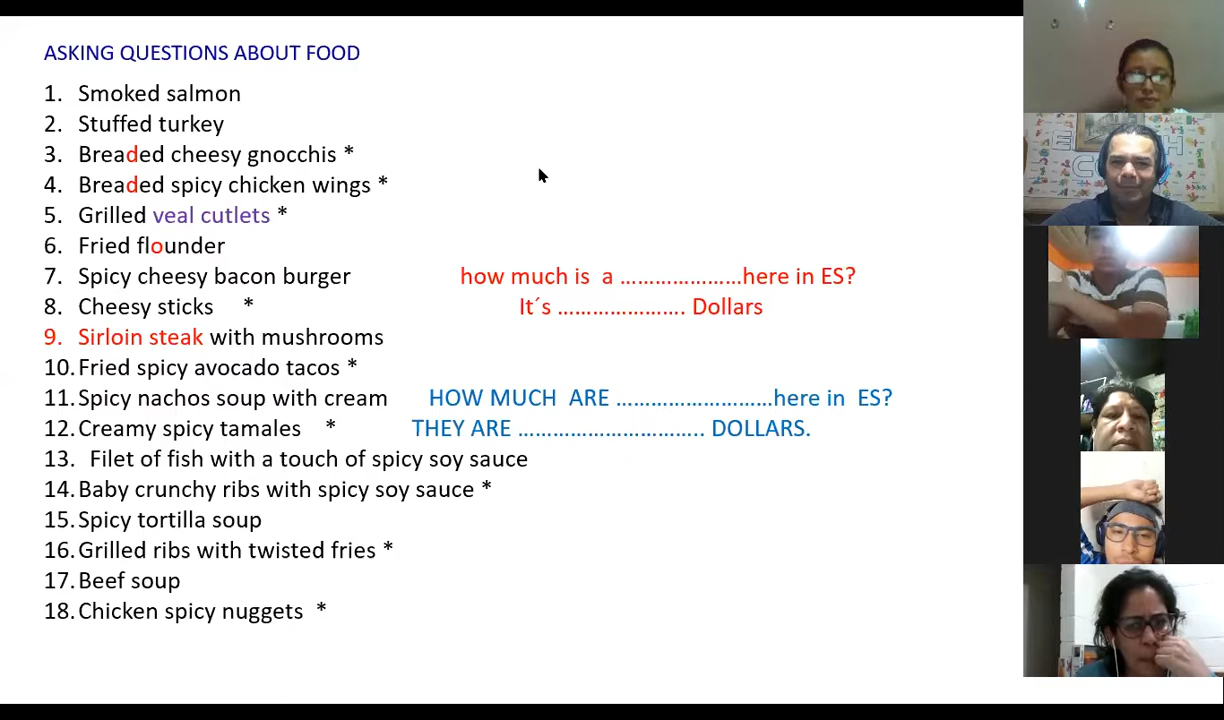 ASKING QUESTIONS ABOUT FOOD
1. Smoked salmon
2. Stuffed turkey
3. Breaded cheesy gnocchis *
4. Breaded spicy chicken wings *
5. Grilled veal cutlets *
6. Fried flounder
7. Spicy cheesy bacon burger
how much is a …………………here in ES?
8. Cheesy sticks *
It´s …………………. Dollars
9. Sirloin steak with mushrooms
10. Fried spicy avocado tacos *
11. Spicy nachos soup with cream
HOW MUCH ARE ………………………here in ES?
12. Creamy spicy tamales *
THEY ARE ………………………….. DOLLARS.
13. Filet of fish with a touch of spicy soy sauce
14. Baby crunchy ribs with spicy soy sauce *
15. Spicy tortilla soup
16. Grilled ribs with twisted fries *
17. Beef soup
18. Chicken spicy nuggets *